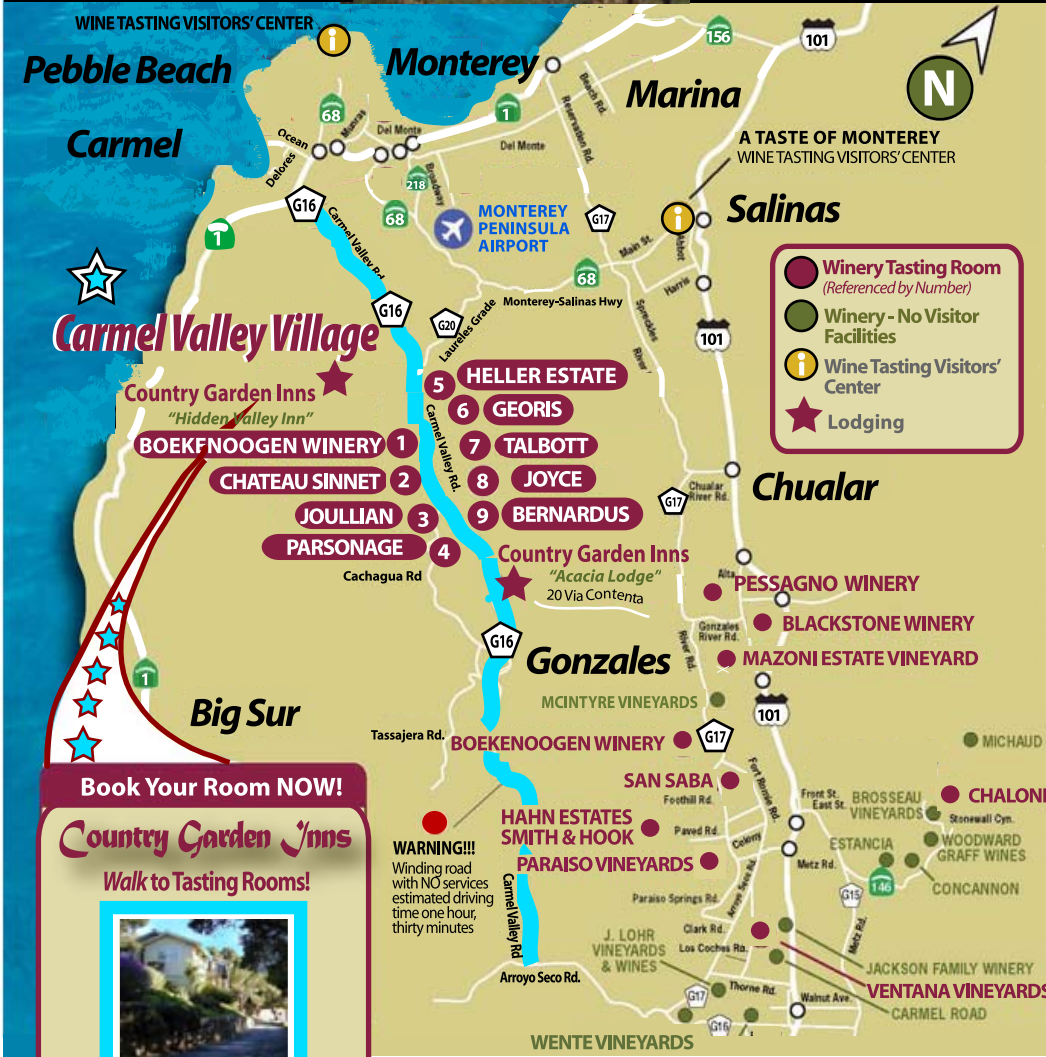 WINE TASTING VISITORS' CENTER
i
Pebble Beach
Monterey
156
101
Marina
N
Carmel
68
Munras
Ocean
Delores
Del Monte
1
Del Monte
Beach Rd.
Reservation Rd.
A TASTE OF MONTEREY
WINE TASTING VISITORS' CENTER
218
Broadway
68
G16
1
Carmel Valley Rd
MONTEREY
PENINSULA
AIRPORT
G17
i
Salinas
Main St.
Abbot
68
Harris
Monterey-Salinas Hwy
Spreckles
River
101
G16
G20
Laureles Grade
Winery Tasting Room
(Referenced by Number)
Winery - No Visitor
Facilities
i
Wine Tasting Visitors'
Center
Lodging
Carmel Valley Village
Country Garden Inns
"Hidden Valley Inn"
BOEKENOOGEN WINERY 1
CHATEAU SINNET 2
JOULLIAN 3
PARSONAGE 4
Cachagua Rd
Carmel Valley Rd.
5 HELLER ESTATE
6 GEORIS
7 TALBOTT
8 JOYCE
9 BERNARDUS
Country Garden Inns
"Acacia Lodge"
20 Via Contenta
G17
Chualar
River Rd.
Chualar
Alta
PESSAGNO WINERY
BLACKSTONE WINERY
Gonzales
River Rd.
River Rd.
MAZONI ESTATE VINEYARD
G16
Gonzales
MCINTYRE VINEYARDS
101
1
Big Sur
Tassajera Rd.
BOEKENOOGEN WINERY
G17
MICHAUD
SAN SABA
Foothill Rd.
Fort Romie Rd.
Front St.
East St.
BROSSEAU
VINEYARDS
CHALONE
Stonewall Cyn.
HAHN ESTATES
SMITH & HOOK
Paved Rd.
Colony
ESTANCIA
WOODWARD
GRAFF WINES
PARAISO VINEYARDS
Metz Rd.
146
CONCANNON
WARNING!!!
Winding road
with NO services
estimated driving
time one hour,
thirty minutes
Carmel Valley Rd
Paraiso Springs Rd.
Arroyo Seco Rd.
G15
Metz Rd.
Clark Rd.
Los Coches Rd.
J. LOHR
VINEYARDS
& WINES
JACKSON FAMILY WINERY
VENTANA VINEYARDS
CARMEL ROAD
Arroyo Seco Rd.
G17
Thorne Rd.
Walnut Ave.
G16
WENTE VINEYARDS
Book Your Room NOW!
Country Garden Inns
Walk to Tasting Rooms!